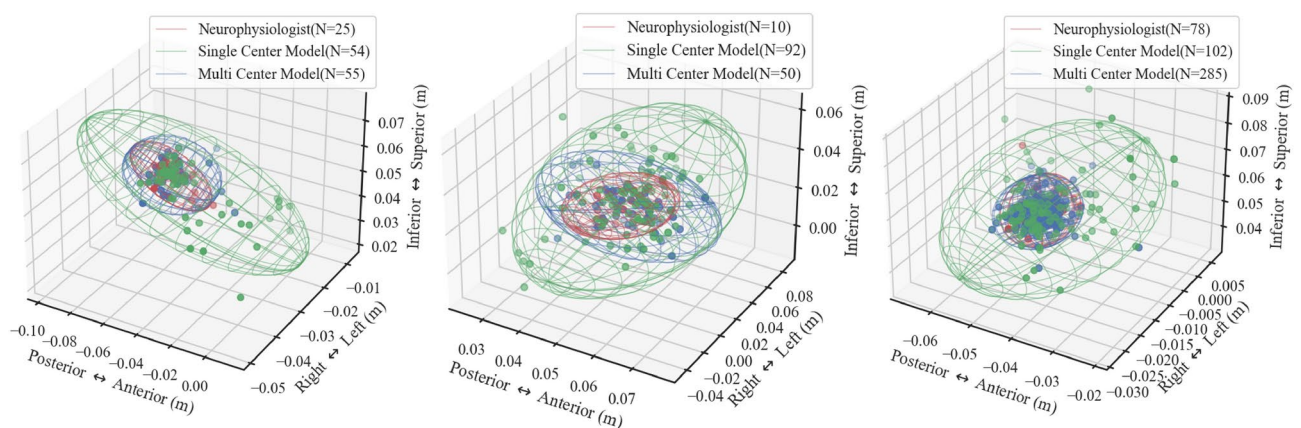 Neurophysiologist(N=25)
Single Center Model(N=54)
Multi Center Model(N=55)
0.07
0.06
0.05
0.04
0.03
0.02
Inferior ↔ Superior (m)
−0.01
−0.02
−0.03
−0.04
−0.05
Right ↔ Left (m)
−0.10
−0.08
−0.06
−0.04
−0.02
0.00
Posterior ↔ Anterior (m)
Neurophysiologist(N=10)
Single Center Model(N=92)
Multi Center Model(N=50)
0.06
0.04
0.02
0.00
Inferior ↔ Superior (m)
0.08
0.06
0.04
0.02
0.00
−0.02
−0.04
Right ↔ Left (m)
0.03
0.04
0.05
0.06
0.07
Posterior ↔ Anterior (m)
Neurophysiologist(N=78)
Single Center Model(N=102)
Multi Center Model(N=285)
0.09
0.08
0.07
0.06
0.05
0.04
Inferior ↔ Superior (m)
0.005
0.000
−0.005
−0.010
−0.015
−0.020
−0.025
−0.030
Right ↔ Left (m)
−0.06
−0.05
−0.04
−0.03
−0.02
Posterior ↔ Anterior (m)